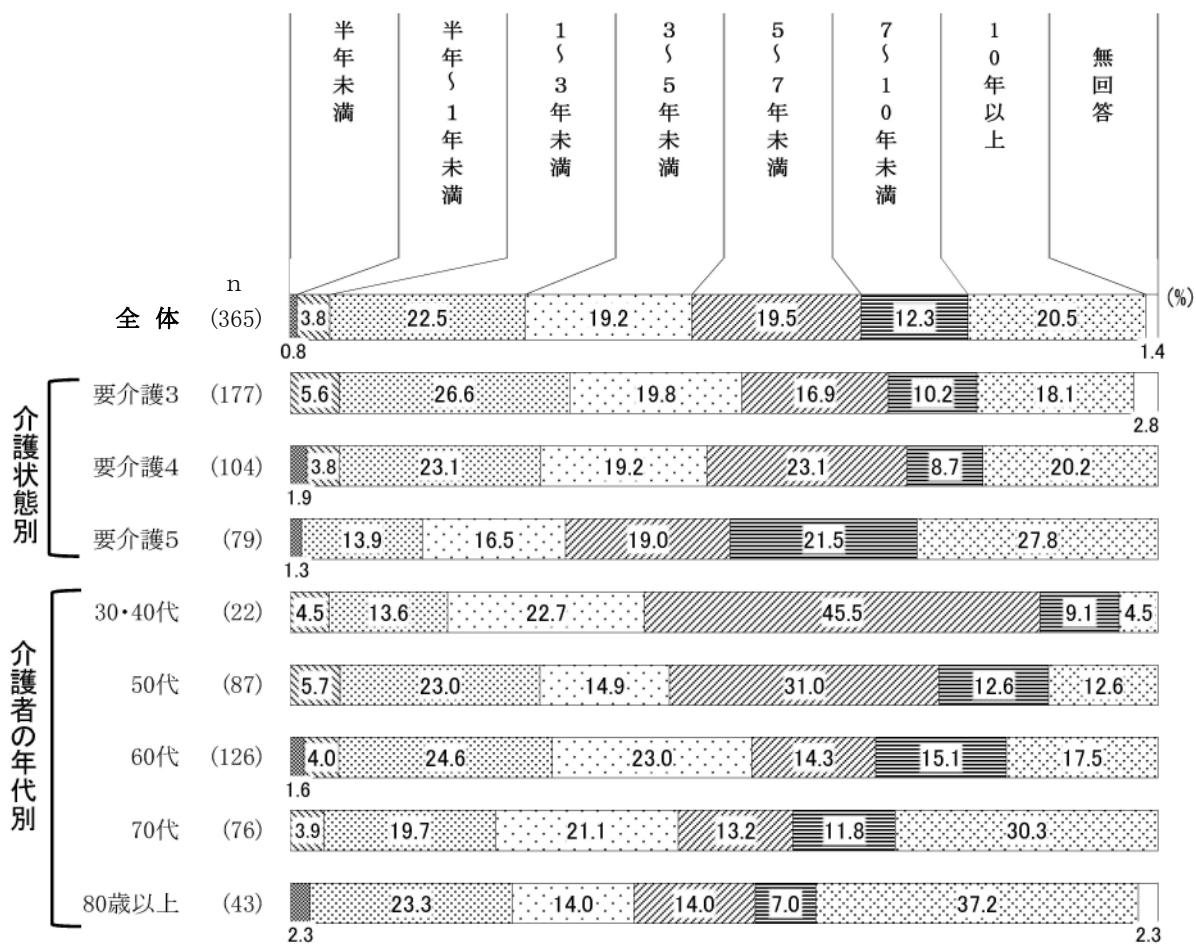 半年未満
半年〜1年未満
1〜3年未満
3〜5年未満
5〜7年未満
7〜10年未満
10年以上
無回答
n
(%)
全 体 (365) 3.8 22.5 19.2 19.5 12.3 20.5
0.8 1.4
介護状態別
要介護3 (177) 5.6 26.6 19.8 16.9 10.2 18.1
2.8
要介護4 (104) 3.8 23.1 19.2 23.1 8.7 20.2
1.9
要介護5 (79) 13.9 16.5 19.0 21.5 27.8
1.3
介護者の年代別
30・40代 (22) 4.5 13.6 22.7 45.5 9.1 4.5
50代 (87) 5.7 23.0 14.9 31.0 12.6 12.6
60代 (126) 4.0 24.6 23.0 14.3 15.1 17.5
1.6
70代 (76) 3.9 19.7 21.1 13.2 11.8 30.3
80歳以上 (43) 23.3 14.0 14.0 7.0 37.2
2.3 2.3